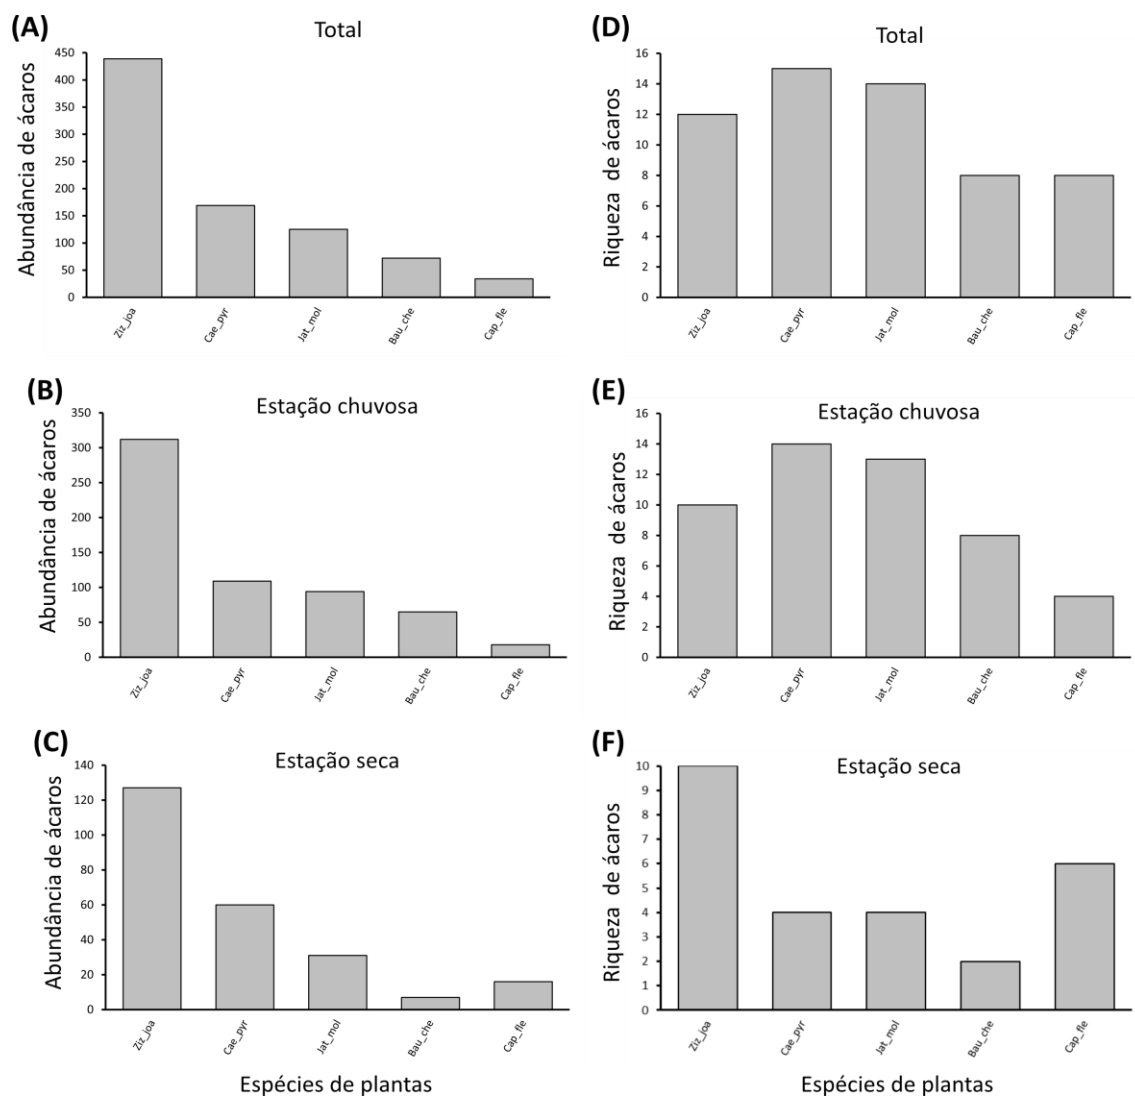 (A)
Total
Abundância de ácaros
450
400
350
300
250
200
150
100
50
0
Ziz_joa
Cae_pyr
Jat_mol
Bau_che
Cap_fle
(D)
Total
Riqueza de ácaros
16
14
12
10
8
6
4
2
0
Ziz_joa
Cae_pyr
Jat_mol
Bau_che
Cap_fle
(B)
Estação chuvosa
Abundância de ácaros
350
300
250
200
150
100
50
0
Ziz_joa
Cae_pyr
Jat_mol
Bau_che
Cap_fle
(E)
Estação chuvosa
Riqueza de ácaros
16
14
12
10
8
6
4
2
0
Ziz_joa
Cae_pyr
Jat_mol
Bau_che
Cap_fle
(C)
Estação seca
Abundância de ácaros
140
120
100
80
60
40
20
0
Ziz_joa
Cae_pyr
Jat_mol
Bau_che
Cap_fle
Espécies de plantas
(F)
Estação seca
Riqueza de ácaros
10
9
8
7
6
5
4
3
2
1
0
Ziz_joa
Cae_pyr
Jat_mol
Bau_che
Cap_fle
Espécies de plantas